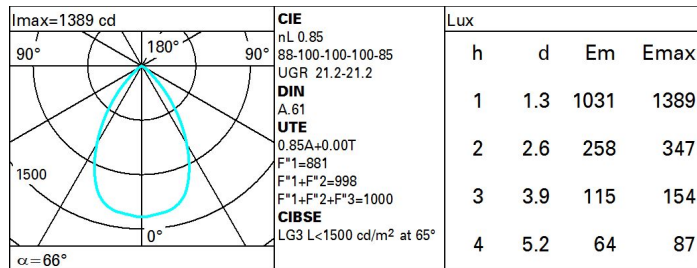 Imax=1389 cd
90°
180°
90°
1500
0°
α=66°
CIE
nL 0.85
88-100-100-100-85
UGR 21.2-21.2
DIN
A.61
UTE
0.85A+0.00T
F"1=881
F"1+F"2=998
F"1+F"2+F"3=1000
CIBSE
LG3 L<1500 cd/m² at 65°
Lux
h d Em Emax
1 1.3 1031 1389
2 2.6 258 347
3 3.9 115 154
4 5.2 64 87